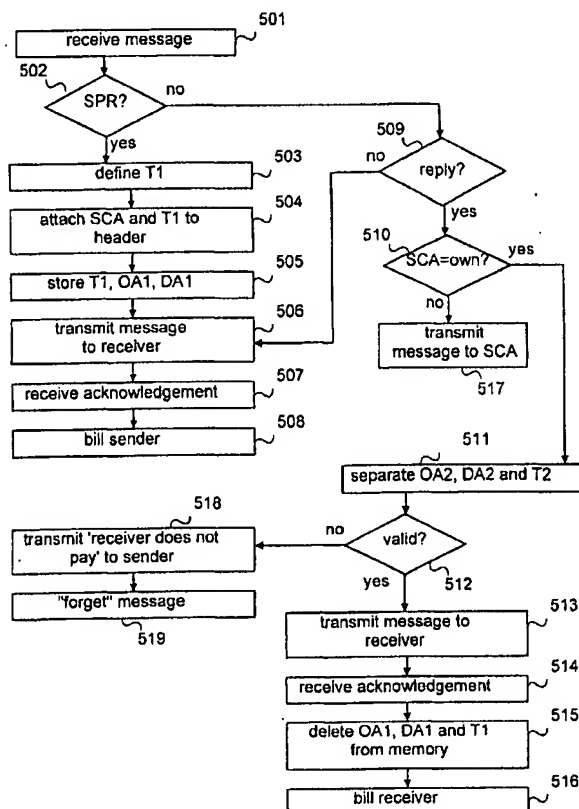 501
receive message
502
SPR?
no
yes
503
define T1
504
attach SCA and T1 to
header
505
store T1, OA1, DA1
506
transmit message
to receiver
507
receive acknowledgement
508
bill sender
509
no
reply?
yes
510
SCA=own?
yes
no
transmit
message to SCA
517
511
separate OA2, DA2 and T2
518
transmit 'receiver does not
pay' to sender
no
valid?
512
yes
"forget" message
519
513
transmit message to
receiver
514
receive acknowledgement
515
delete OA1, DA1 and T1
from memory
516
bill receiver